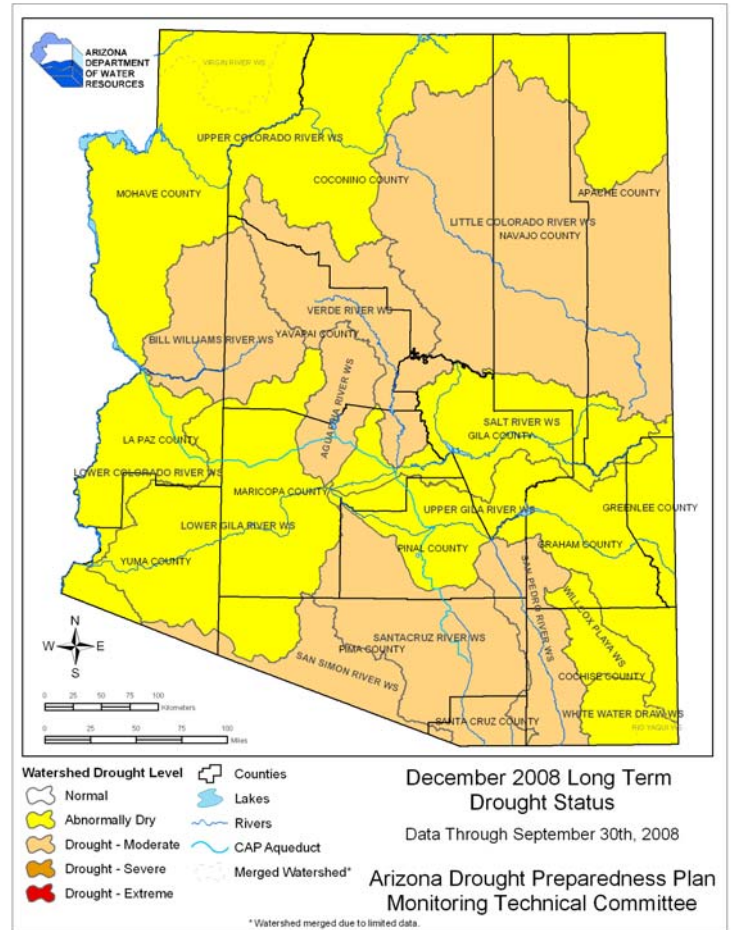 ARIZONA
DEPARTMENT
OF WATER
RESOURCES
VIRGIN RIVER WS
UPPER COLORADO RIVER WS
COCONINO COUNTY
MOHAVE COUNTY
APACHE COUNTY
LITTLE COLORADO RIVER WS
NAVAJO COUNTY
VERDE RIVER WS
YAVAPAI COUNTY
BILL WILLIAMS RIVER WS
AGUA FRIA RIVER WS
SALT RIVER WS
GILA COUNTY
LA PAZ COUNTY
LOWER COLORADO RIVER WS
MARICOPA COUNTY
LOWER GILA RIVER WS
UPPER GILA RIVER WS
GREENLEE COUNTY
PINAL COUNTY
GRAHAM COUNTY
YUMA COUNTY
SAN PEDRO RIVER WS
WILLCOX PLAYA WS
SANTACRUZ RIVER WS
PIMA COUNTY
SAN SIMON RIVER WS
COCHISE COUNTY
SANTA CRUZ COUNTY
WHITE WATER DRAW WS
RIO YAQUI WS
N
W E
S
0 25 50 75 100
Kilometers
0 25 50 75 100
Miles
Watershed Drought Level
Normal
Abnormally Dry
Drought - Moderate
Drought - Severe
Drought - Extreme
Counties
Lakes
Rivers
CAP Aqueduct
Merged Watershed*
* Watershed merged due to limited data.
December 2008 Long Term
Drought Status
Data Through September 30th, 2008
Arizona Drought Preparedness Plan
Monitoring Technical Committee